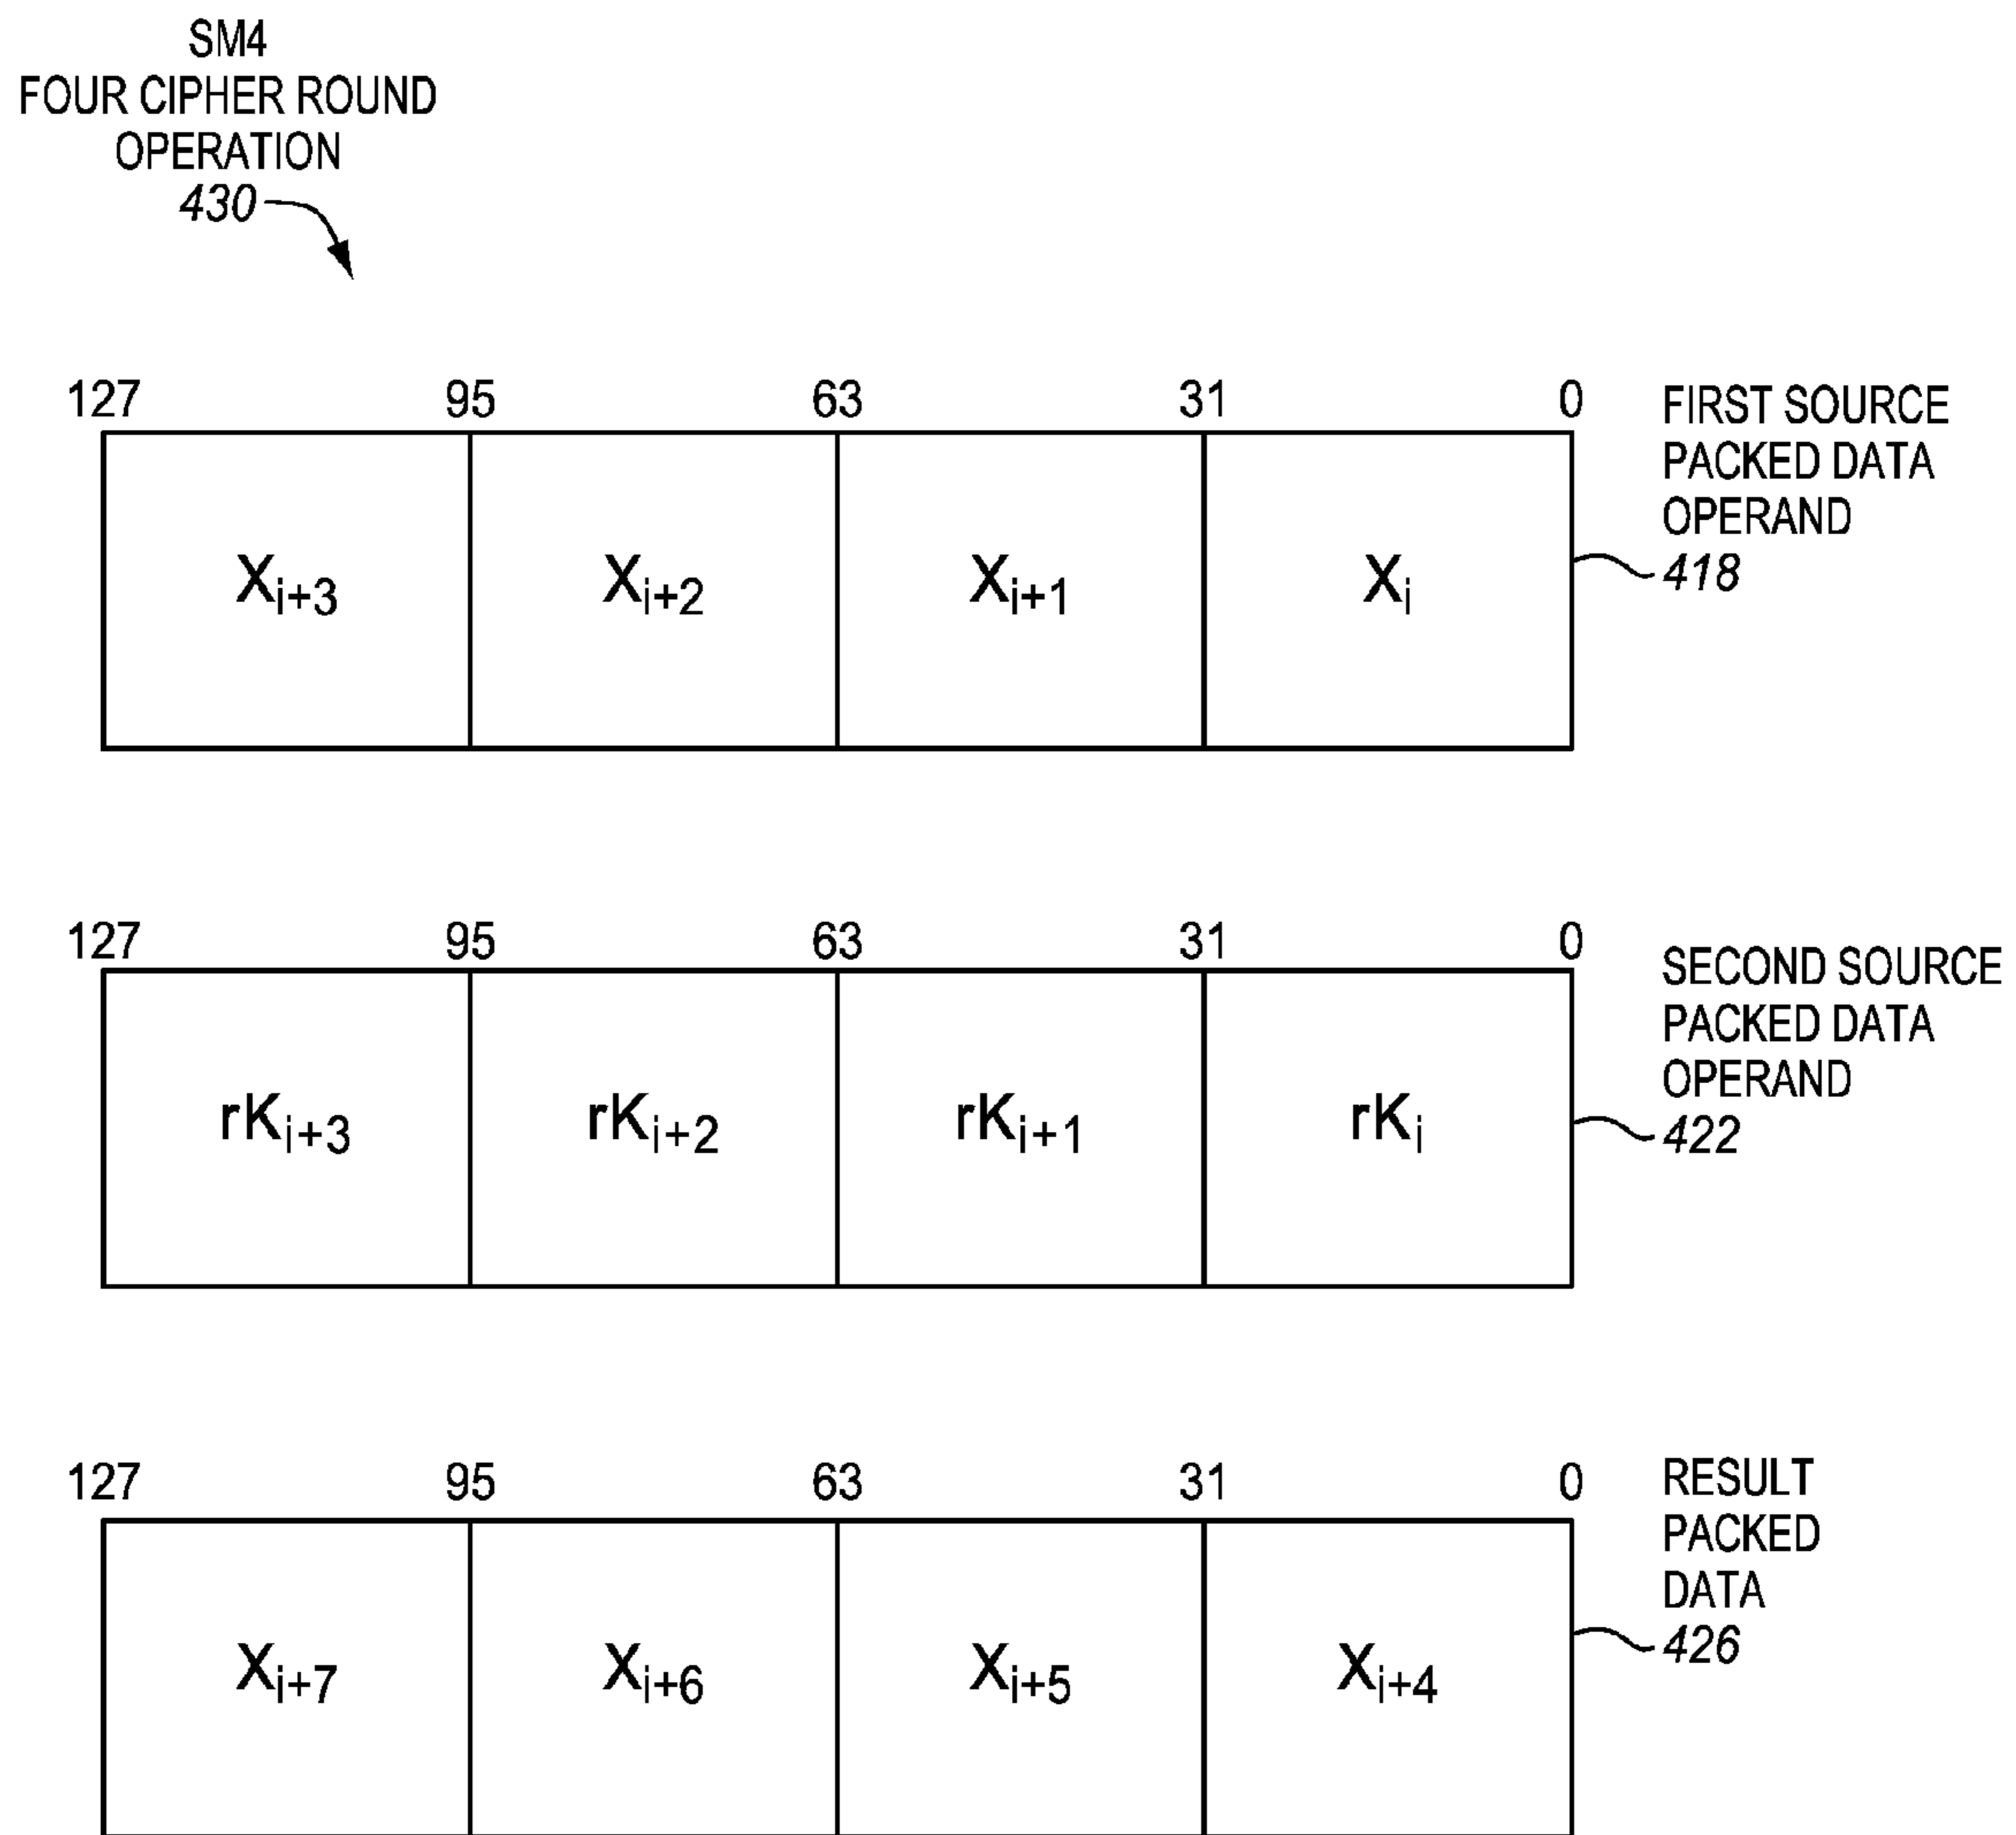 SM4
FOUR CIPHER ROUND
OPERATION
430
127 95 63 31 0
FIRST SOURCE
PACKED DATA
OPERAND
418
Xi+3 Xi+2 Xi+1 Xi
127 95 63 31 0
SECOND SOURCE
PACKED DATA
OPERAND
422
rKi+3 rKi+2 rKi+1 rKi
127 95 63 31 0
RESULT
PACKED
DATA
426
Xi+7 Xi+6 Xi+5 Xi+4